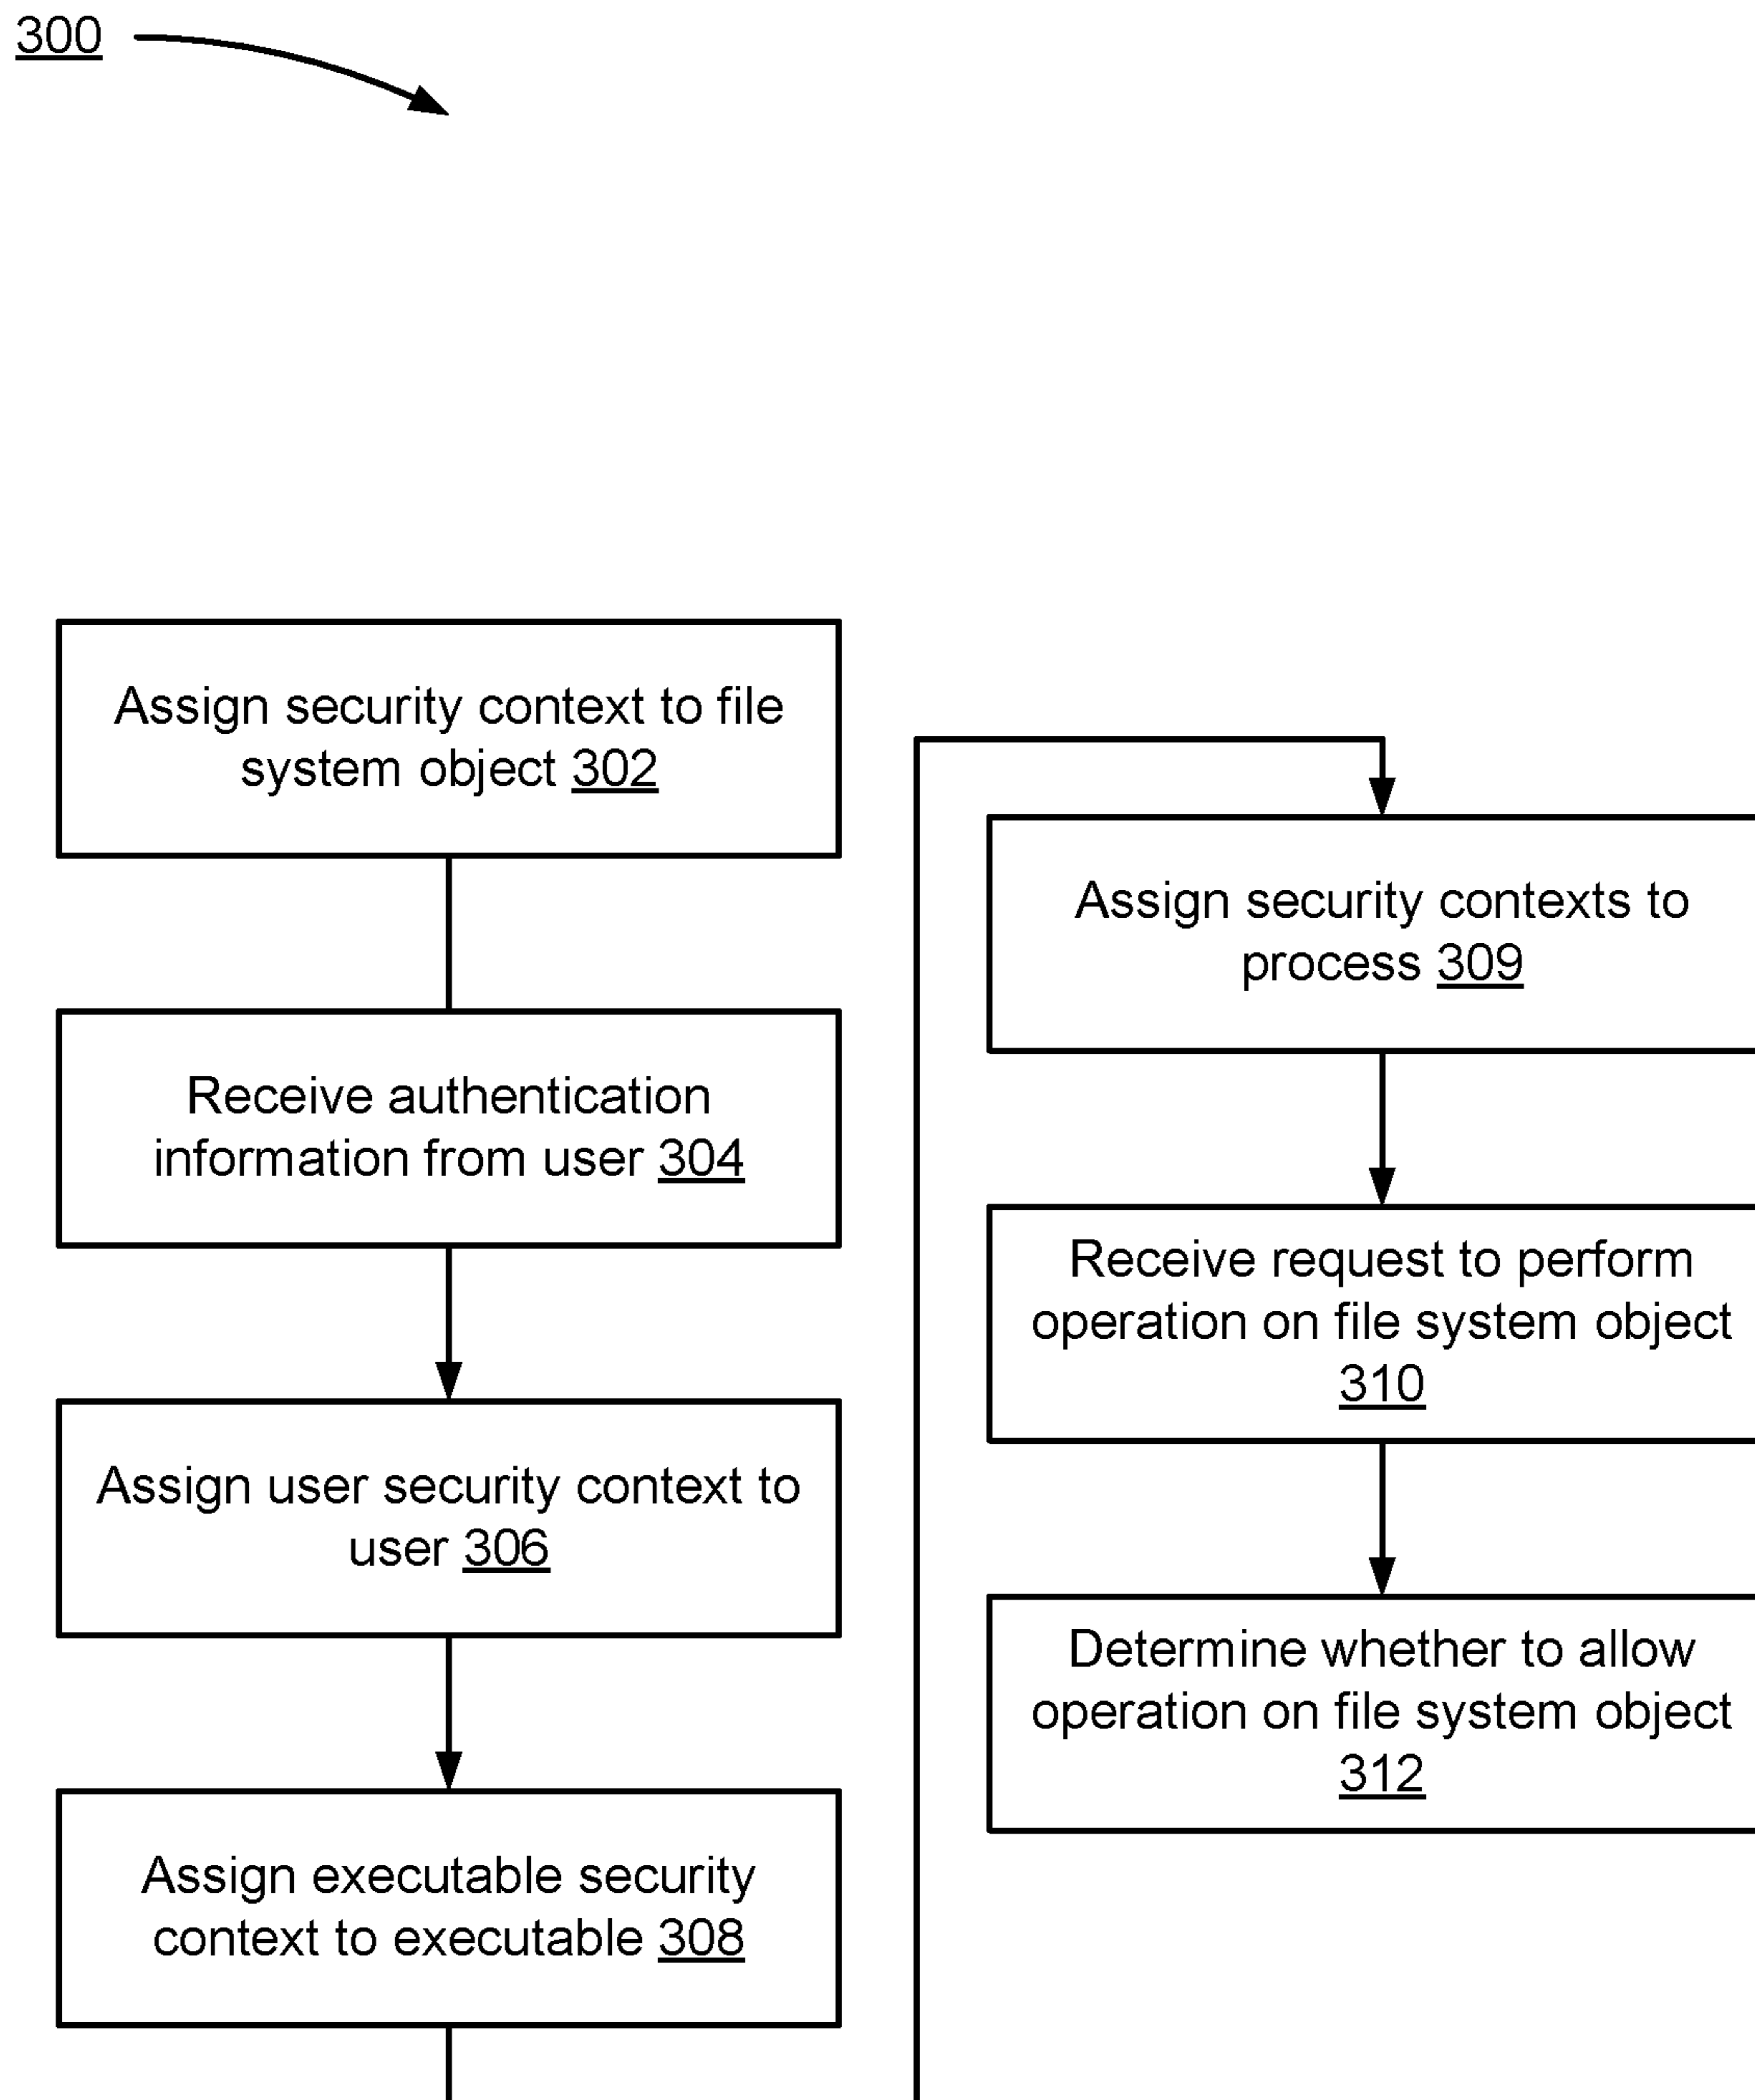 300
Assign security context to file
system object 302
Receive authentication
information from user 304
Assign user security context to
user 306
Assign executable security
context to executable 308
Assign security contexts to
process 309
Receive request to perform
operation on file system object
310
Determine whether to allow
operation on file system object
312